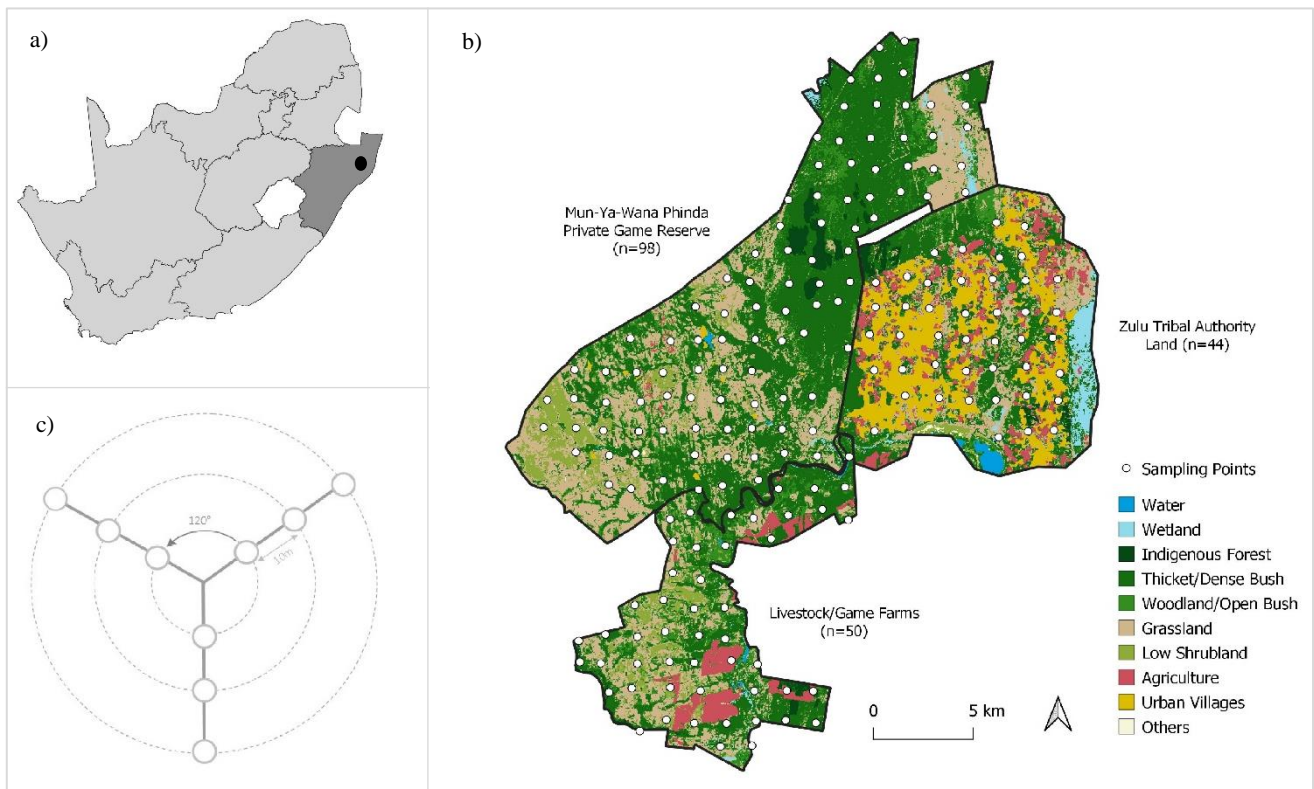 a)
b)
Mun-Ya-Wana Phinda
Private Game Reserve
(n=98)
Zulu Tribal Authority
Land (n=44)
Livestock/Game Farms
(n=50)
Sampling Points
Water
Wetland
Indigenous Forest
Thicket/Dense Bush
Woodland/Open Bush
Grassland
Low Shrubland
Agriculture
Urban Villages
Others
0 5 km
c)
120°
10m